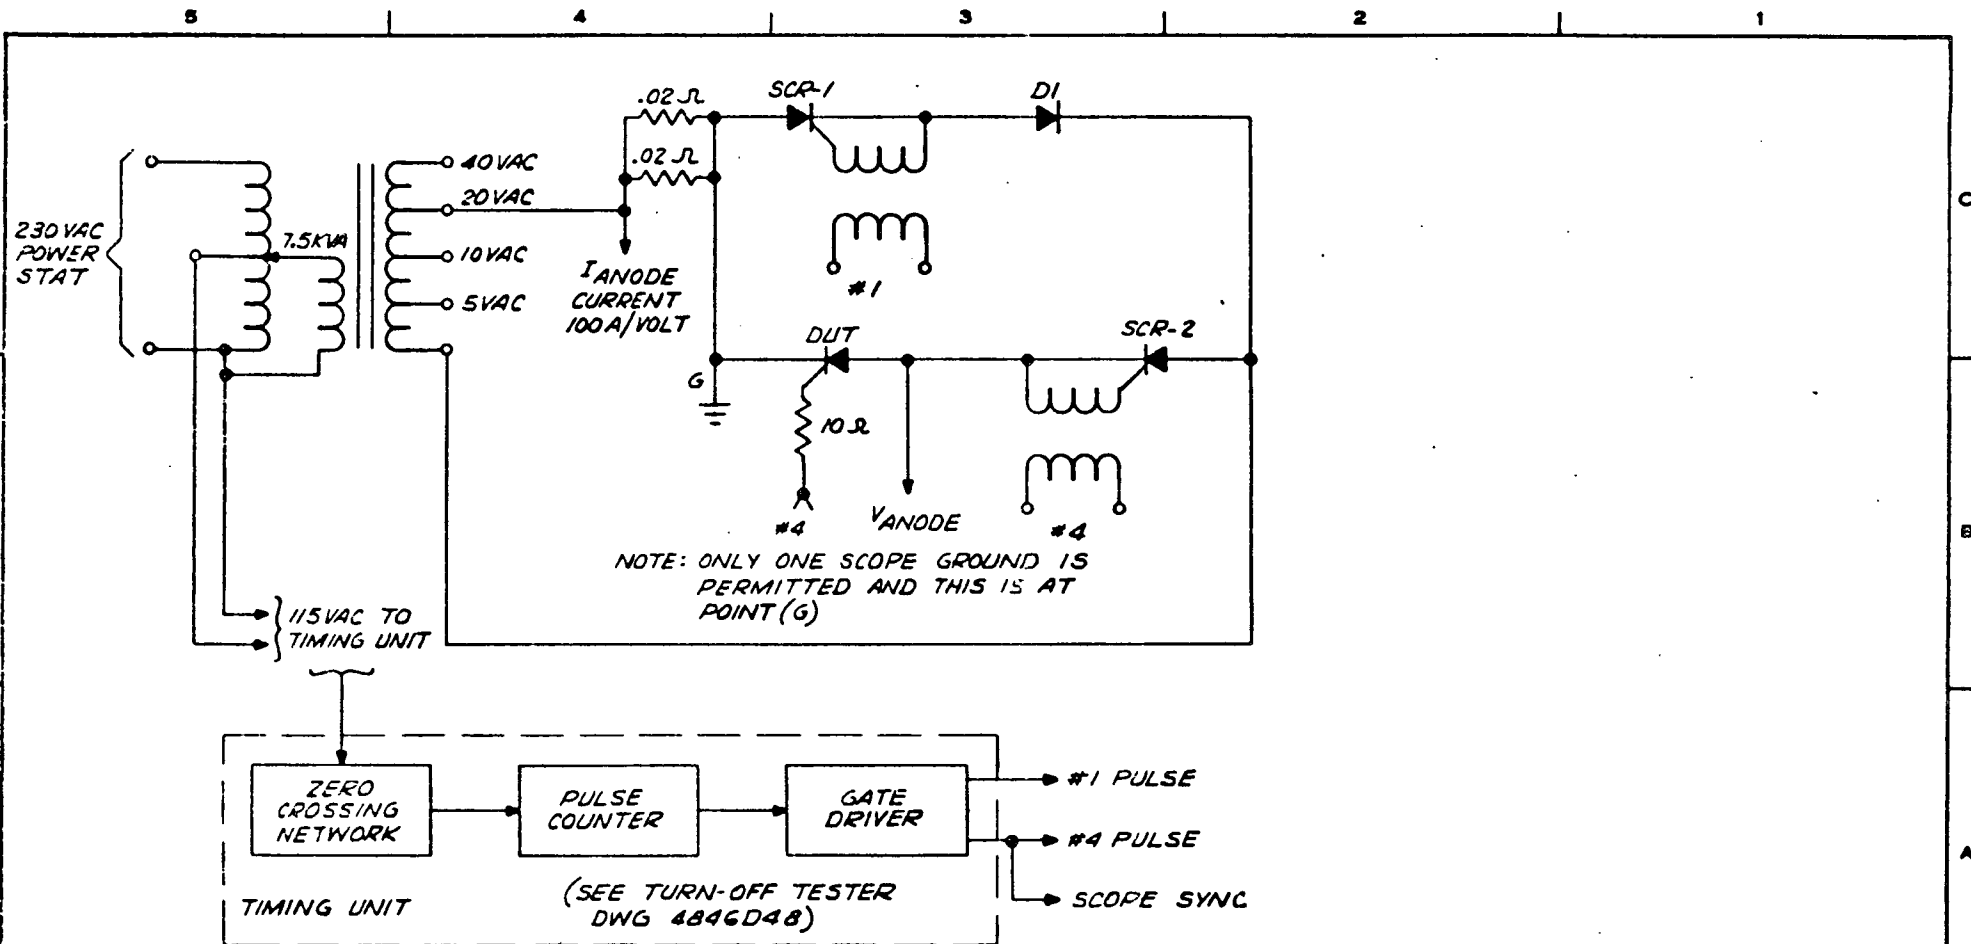 5 4 3 2 1
.02 Ω
SCR-1
D1
.02 Ω
40 VAC
20 VAC
10 VAC
5 VAC
230 VAC
POWER
STAT
7.5 KVA
I ANODE
CURRENT
100 A/VOLT
#1
C
DUT
SCR-2
G
10 Ω
#4
V ANODE
#4
B
NOTE: ONLY ONE SCOPE GROUND IS
PERMITTED AND THIS IS AT
POINT (G)
115 VAC TO
TIMING UNIT
ZERO
CROSSING
NETWORK
PULSE
COUNTER
GATE
DRIVER
#1 PULSE
#4 PULSE
SCOPE SYNC
A
TIMING UNIT
(SEE TURN-OFF TESTER
DWG 4846D48)